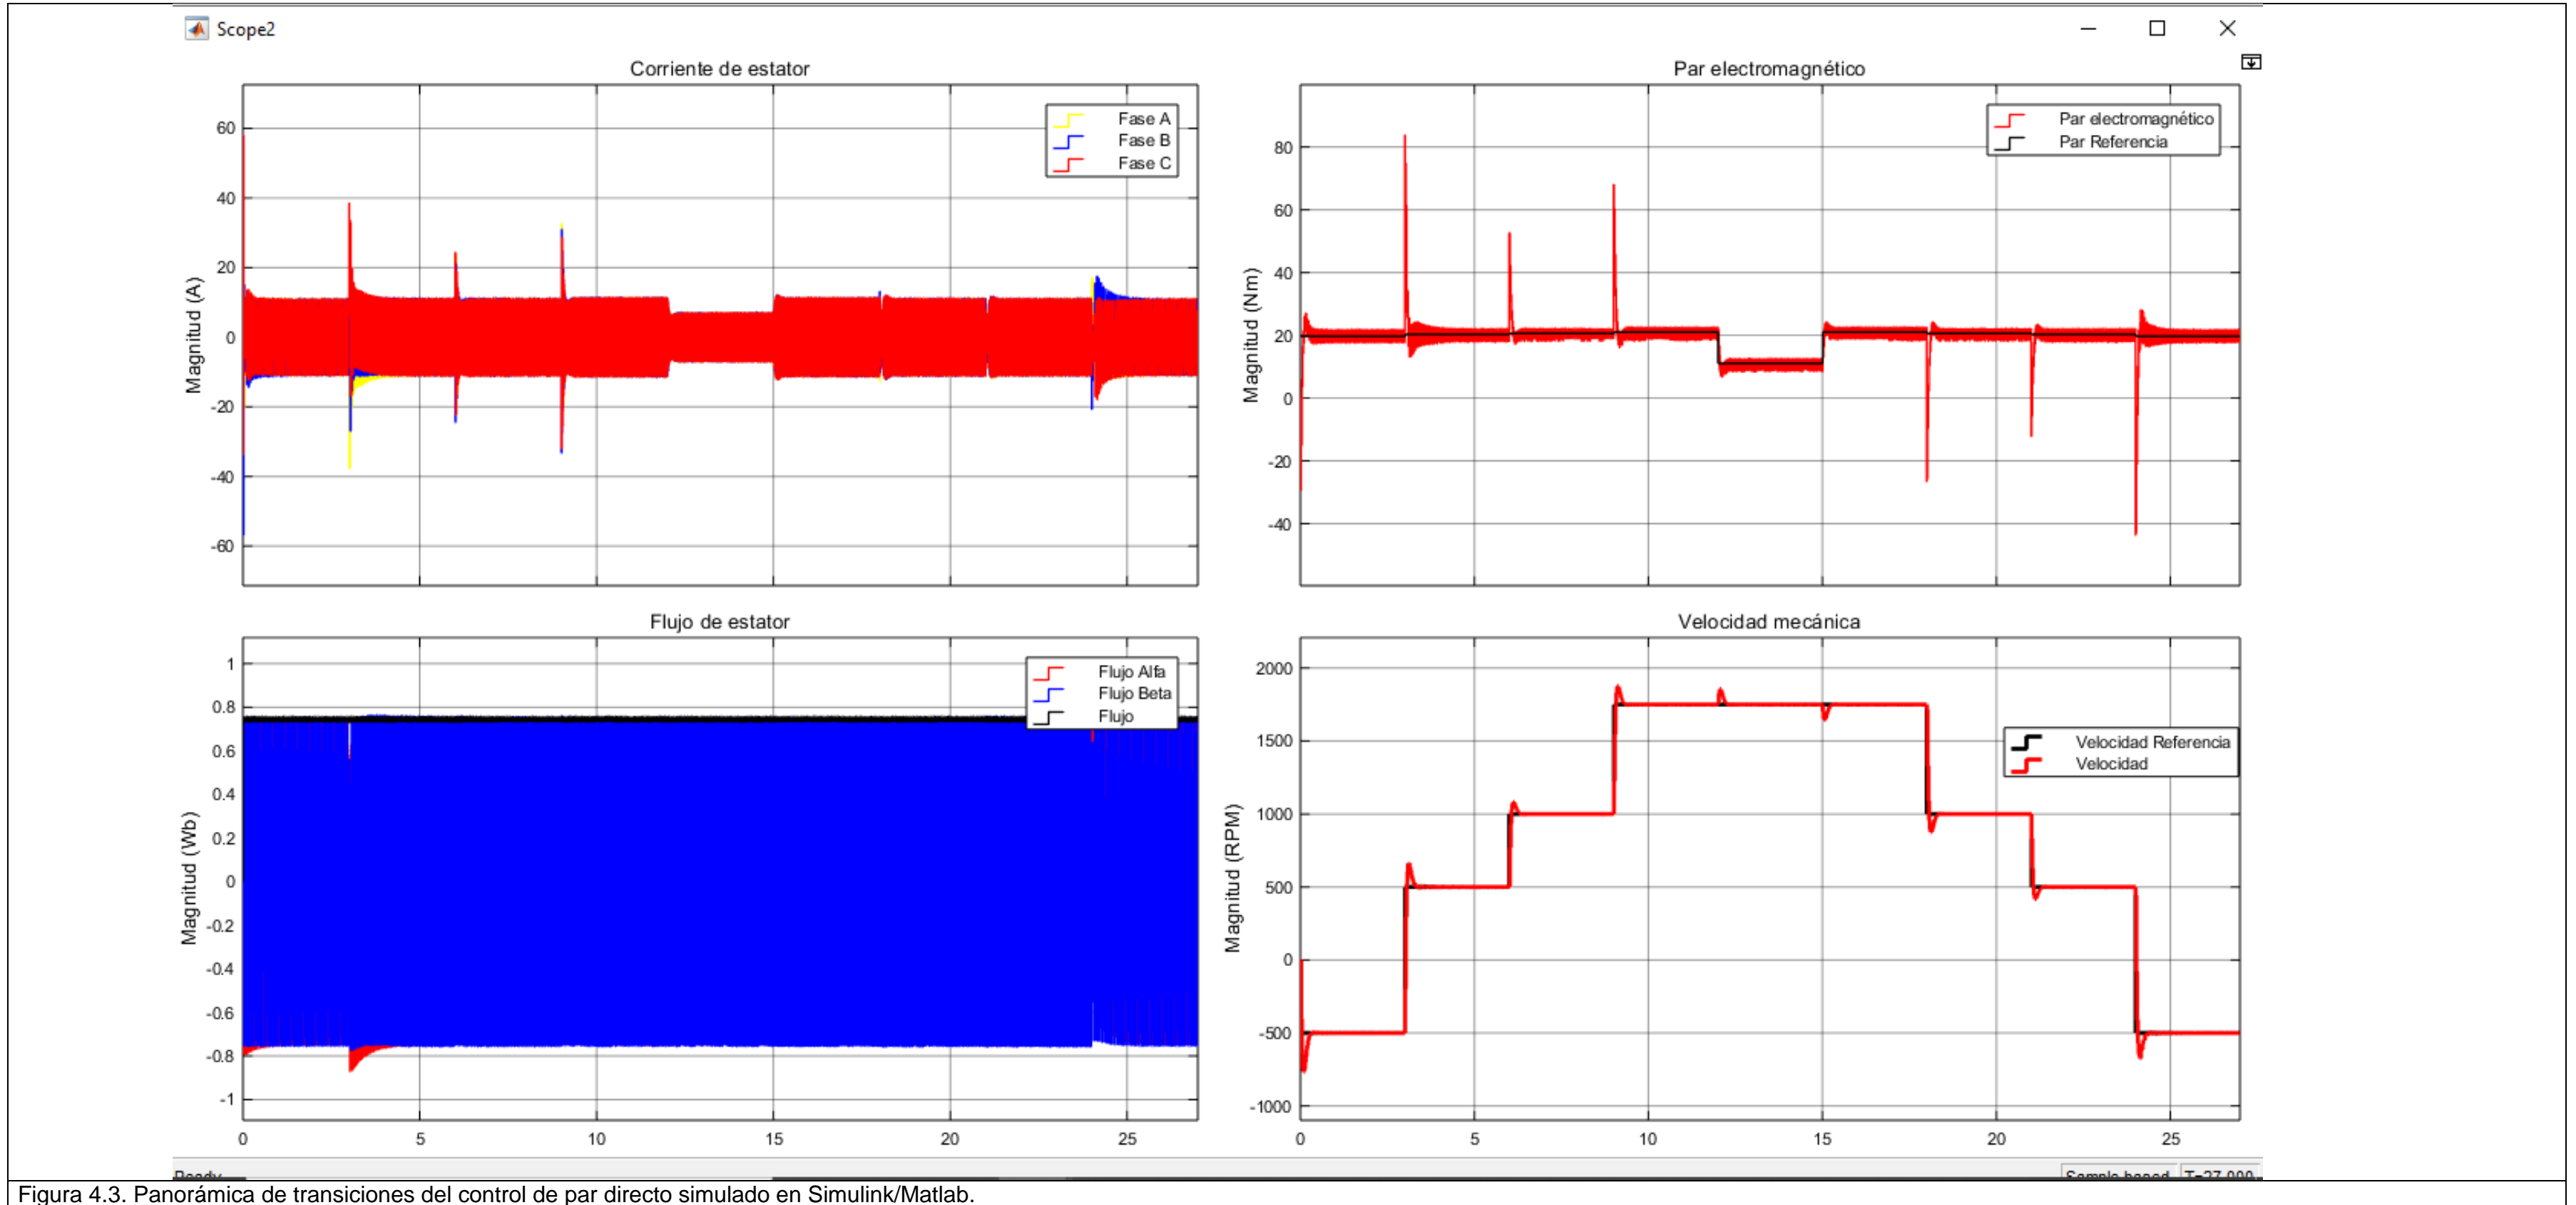 Scope2
Corriente de estator
Magnitud (A)
60
40
20
0
-20
-40
-60
Fase A
Fase B
Fase C
Par electromagnético
Magnitud (Nm)
80
60
40
20
0
-20
-40
Par electromagnético
Par Referencia
Flujo de estator
Magnitud (Wb)
1
0.8
0.6
0.4
0.2
0
-0.2
-0.4
-0.6
-0.8
-1
Flujo Alfa
Flujo Beta
Flujo
0 5 10 15 20 25
Velocidad mecánica
Magnitud (RPM)
2000
1500
1000
500
0
-500
-1000
Velocidad Referencia
Velocidad
0 5 10 15 20 25
Ready
Sample based T=27.000
Figura 4.3. Panorámica de transiciones del control de par directo simulado en Simulink/Matlab.